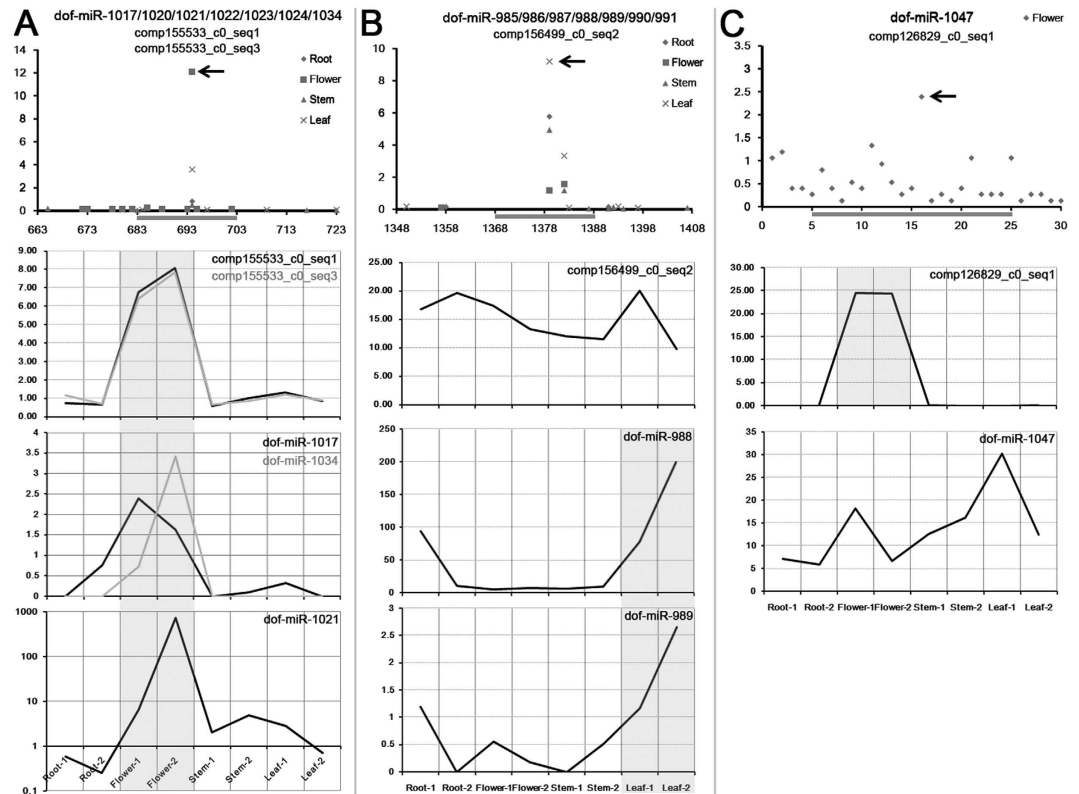 A
dof-miR-1017/1020/1021/1022/1023/1024/1034
comp155533_c0_seq1
comp155533_c0_seq3
14
12
10
8
6
4
2
0
Root
Flower
Stem
Leaf
663 673 683 693 703 713 723
9.00
8.00
7.00
6.00
5.00
4.00
3.00
2.00
1.00
0.00
comp155533_c0_seq1
comp155533_c0_seq3
4
3.5
3
2.5
2
1.5
1
0.5
0
dof-miR-1017
dof-miR-1034
1000
100
10
1
0.1
dof-miR-1021
Root-1 Root-2 Flower-1 Flower-2 Stem-1 Stem-2 Leaf-1 Leaf-2
B
dof-miR-985/986/987/988/989/990/991
comp156499_c0_seq2
10
8
6
4
2
0
Root
Flower
Stem
Leaf
1348 1358 1368 1378 1388 1398 1408
25.00
20.00
15.00
10.00
5.00
0.00
comp156499_c0_seq2
250
200
150
100
50
0
dof-miR-988
3
2.5
2
1.5
1
0.5
0
dof-miR-989
Root-1 Root-2 Flower-1 Flower-2 Stem-1 Stem-2 Leaf-1 Leaf-2
C
dof-miR-1047
comp126829_c0_seq1
Flower
3.5
3
2.5
2
1.5
1
0.5
0
0 5 10 15 20 25 30
30.00
25.00
20.00
15.00
10.00
5.00
0.00
comp126829_c0_seq1
35
30
25
20
15
10
5
0
dof-miR-1047
Root-1 Root-2 Flower-1 Flower-2 Stem-1 Stem-2 Leaf-1 Leaf-2